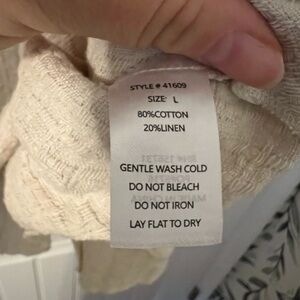 STYLE # 41609
SIZE: L
80%COTTON
20%LINEN
GENTLE WASH COLD
DO NOT BLEACH
DO NOT IRON
LAY FLAT TO DRY